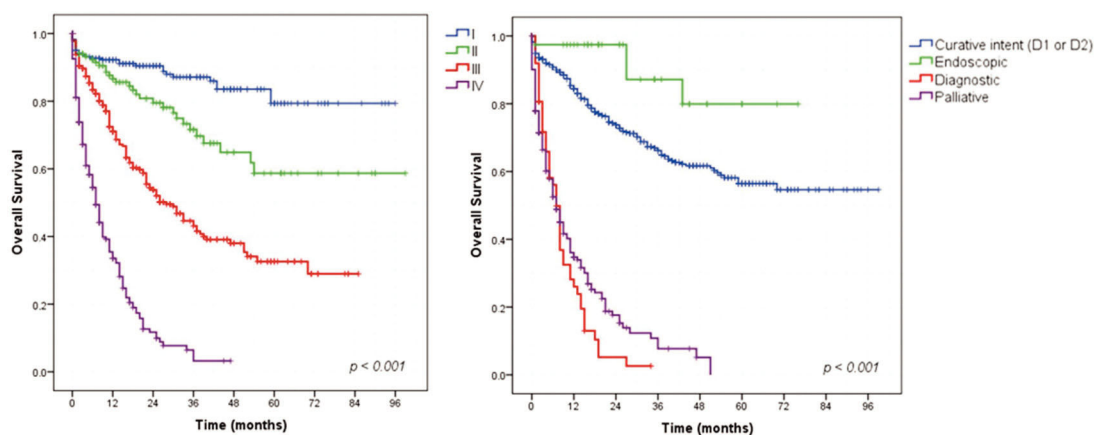 Overall Survival
1.0
0.8
0.6
0.4
0.2
0.0
0 12 24 36 48 60 72 84 96
Time (months)
p < 0.001
I
II
III
IV
Overall Survival
1.0
0.8
0.6
0.4
0.2
0.0
0 12 24 36 48 60 72 84 96
Time (months)
p < 0.001
Curative intent (D1 or D2)
Endoscopic
Diagnostic
Palliative